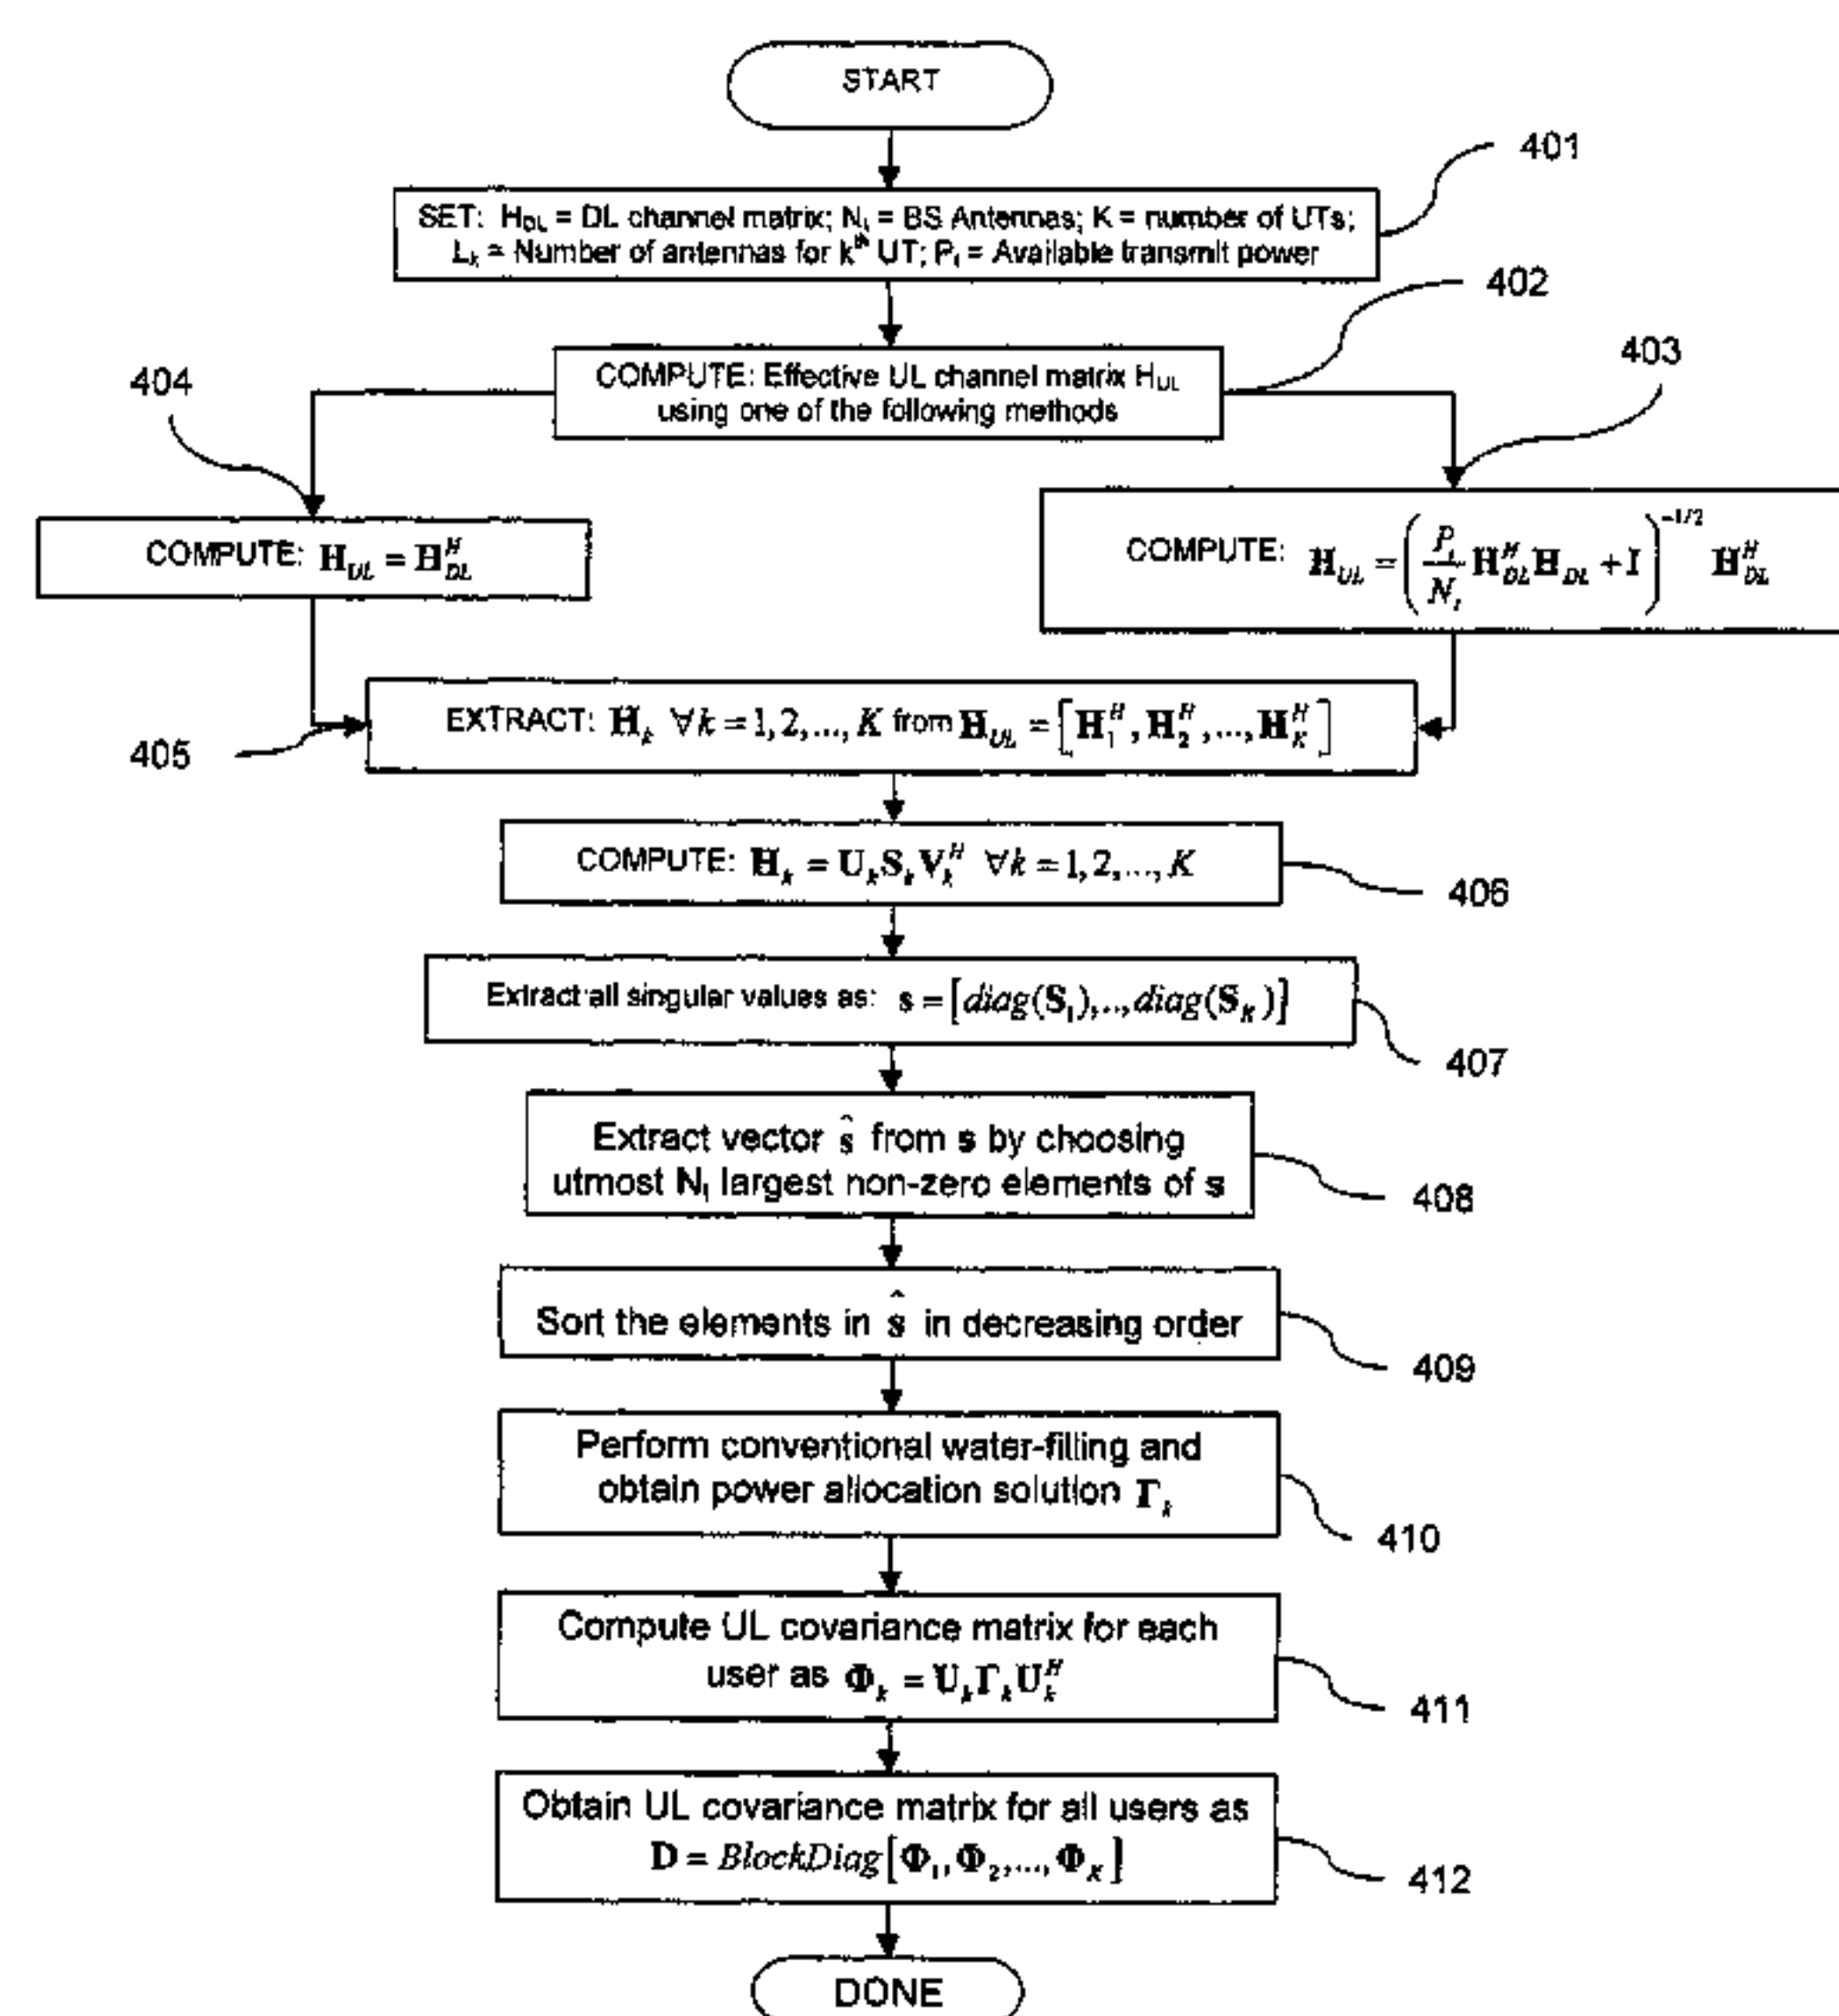 START
401
SET: H_DL = DL channel matrix; N_t = BS Antennas; K = number of UTs;
L_k = Number of antennas for k^th UT; P_t = Available transmit power
402
COMPUTE: Effective UL channel matrix H_UL
using one of the following methods
403
404
COMPUTE: H_UL = H_DL^H
COMPUTE: H_UL = (P_t/N_t H_DL^H H_DL + I)^-1/2 H_DL^H
EXTRACT: H_k ∀k = 1, 2, ..., K from H_UL = [H_1^H, H_2^H, ..., H_K^H]
405
COMPUTE: H_k = U_k S_k V_k^H ∀k = 1, 2, ..., K
406
Extract all singular values as: s = [diag(S_1),..,diag(S_K)]
407
Extract vector ŝ from s by choosing
utmost N_t largest non-zero elements of s
408
Sort the elements in ŝ in decreasing order
409
Perform conventional water-filling and
obtain power allocation solution Γ_k
410
Compute UL covariance matrix for each
user as Φ_k = U_k Γ_k U_k^H
411
Obtain UL covariance matrix for all users as
D = BlockDiag[Φ_1, Φ_2, ..., Φ_K]
412
DONE